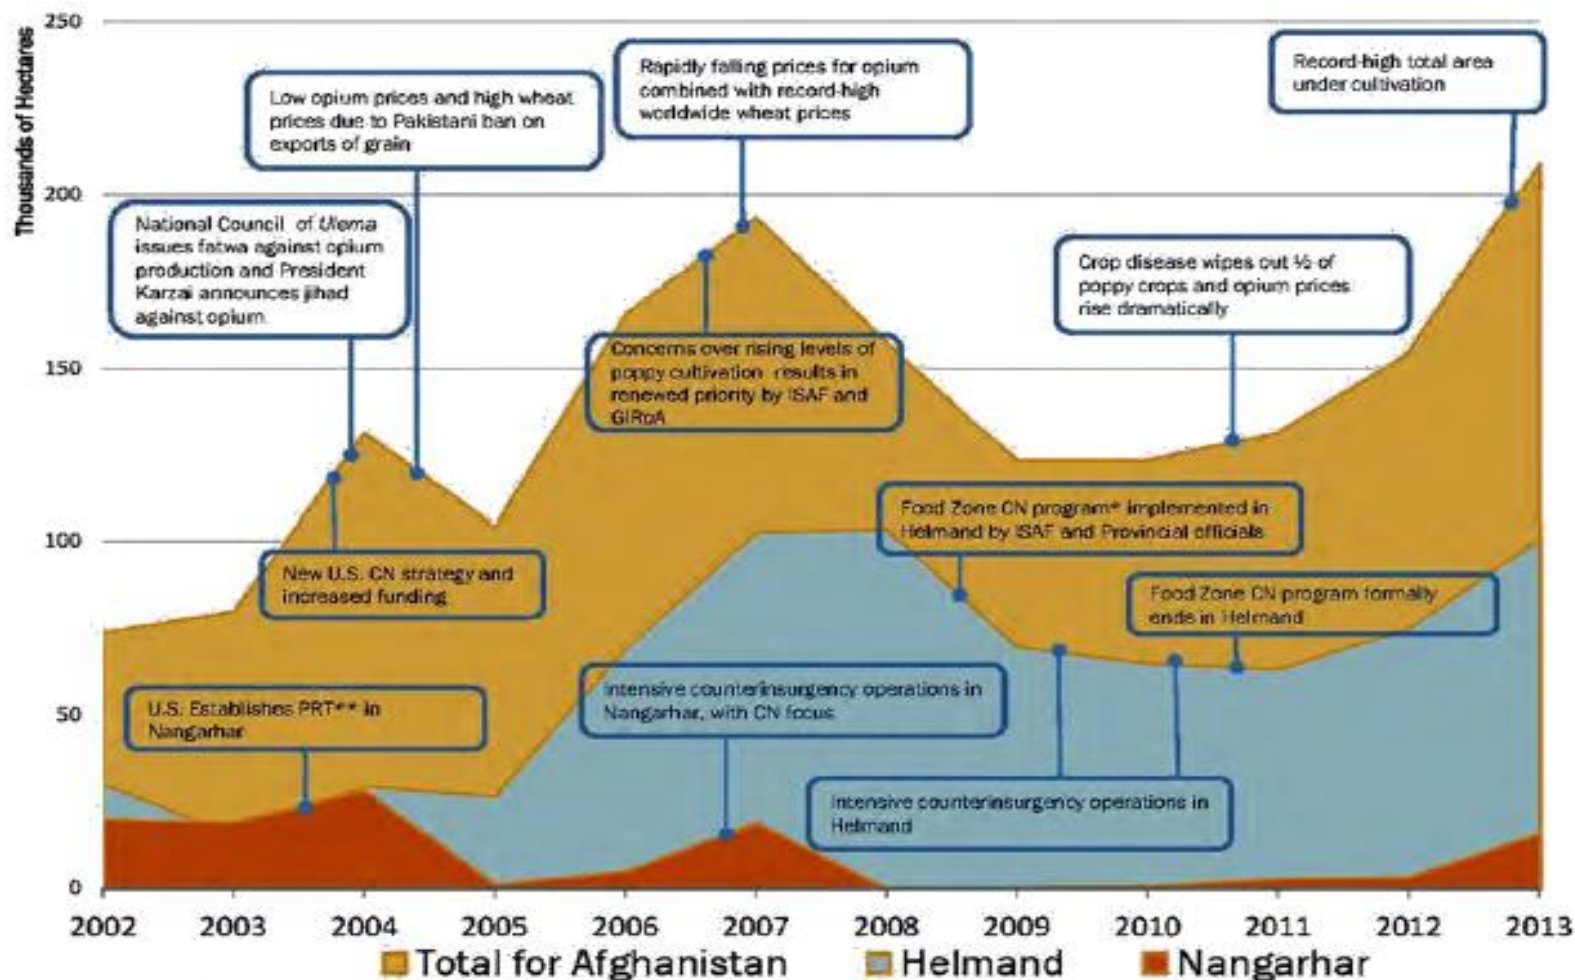 Thousands of Hectares
250
200
150
100
50
0
Low opium prices and high wheat
prices due to Pakistani ban on
exports of grain
Rapidly falling prices for opium
combined with record-high
worldwide wheat prices
Record-high total area
under cultivation
National Council of Ulema
issues fatwa against opium
production and President
Karzai announces jihad
against opium
Crop disease wipes out ½ of
poppy crops and opium prices
rise dramatically
Concerns over rising levels of
poppy cultivation results in
renewed priority by ISAF and
GIRoA
New U.S. CN strategy and
increased funding
Food Zone CN program* implemented in
Helmand by ISAF and Provincial officials
Food Zone CN program formally
ends in Helmand
U.S. Establishes PRT** in
Nangarhar
Intensive counterinsurgency operations in
Nangarhar, with CN focus
Intensive counterinsurgency operations in
Helmand
2002 2003 2004 2005 2006 2007 2008 2009 2010 2011 2012 2013
Total for Afghanistan Helmand Nangarhar